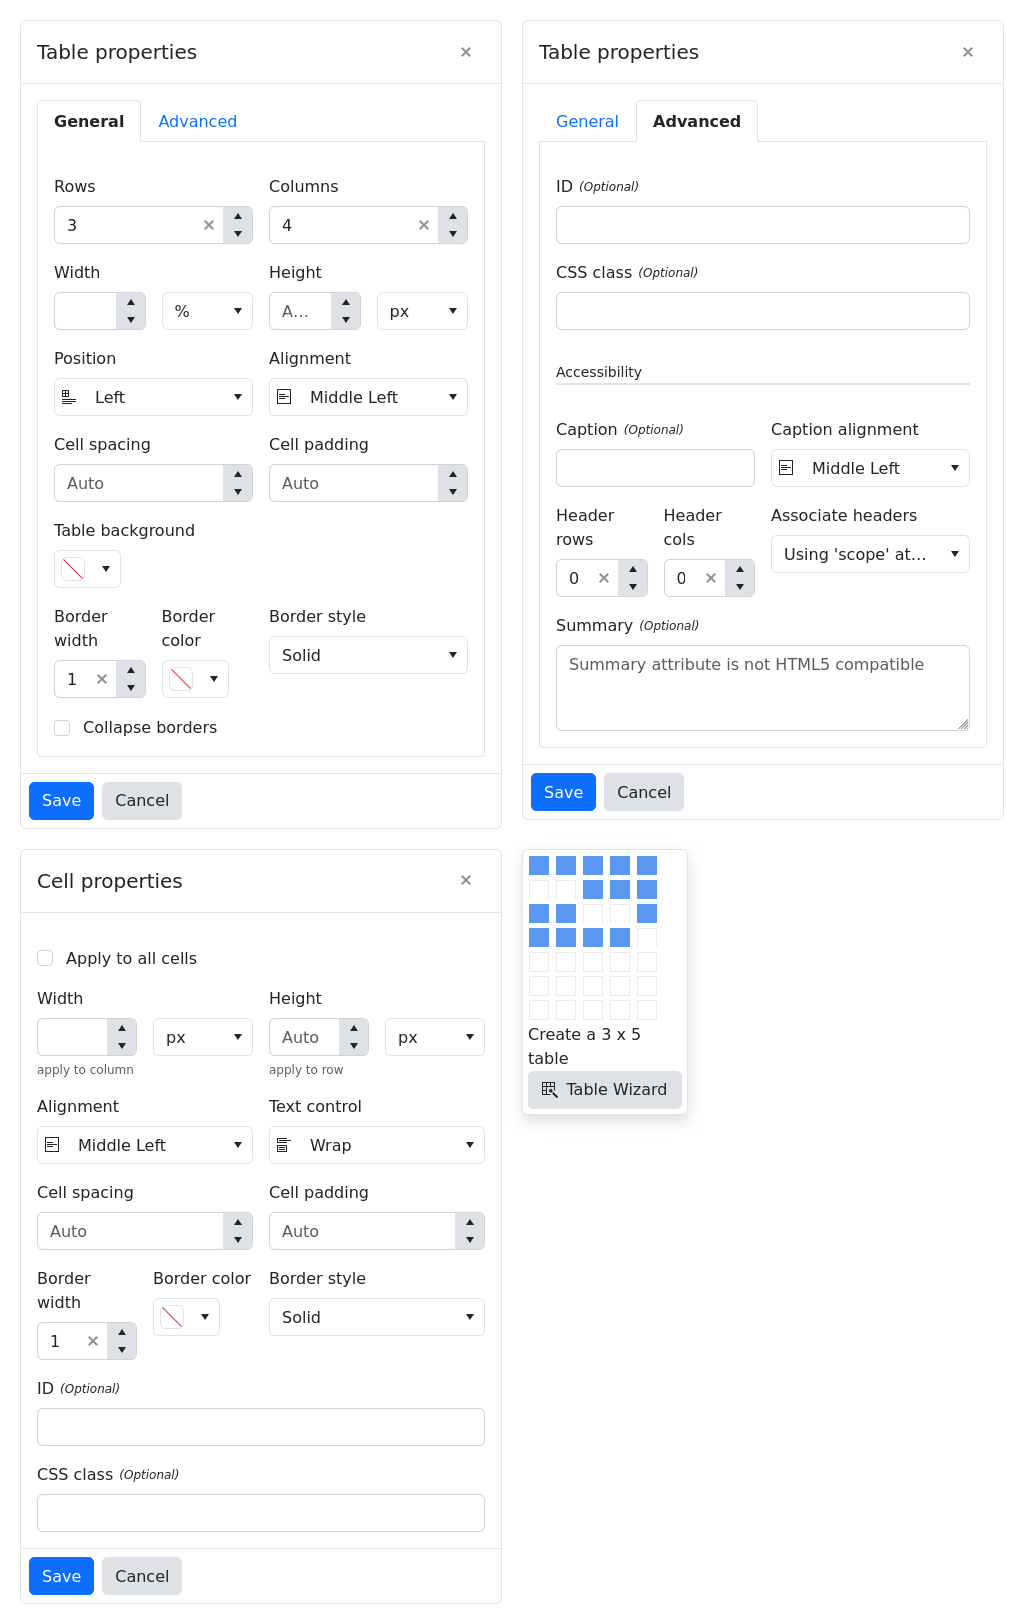 Table properties
General
Advanced
Rows
Columns
3
4
Width
Height
%
A...
px
Position
Alignment
Left
Middle Left
Cell spacing
Cell padding
Auto
Auto
Table background
Border
width
Border
color
Border style
1
Solid
Collapse borders
Save
Cancel
Table properties
General
Advanced
ID (Optional)
CSS class (Optional)
Accessibility
Caption (Optional)
Caption alignment
Middle Left
Header
rows
Header
cols
Associate headers
0
0
Using 'scope' at...
Summary (Optional)
Summary attribute is not HTML5 compatible
Save
Cancel
Cell properties
Apply to all cells
Width
Height
px
Auto
px
apply to column
apply to row
Alignment
Text control
Middle Left
Wrap
Cell spacing
Cell padding
Auto
Auto
Border
width
Border color
Border style
1
Solid
ID (Optional)
CSS class (Optional)
Save
Cancel
Create a 3 x 5
table
Table Wizard